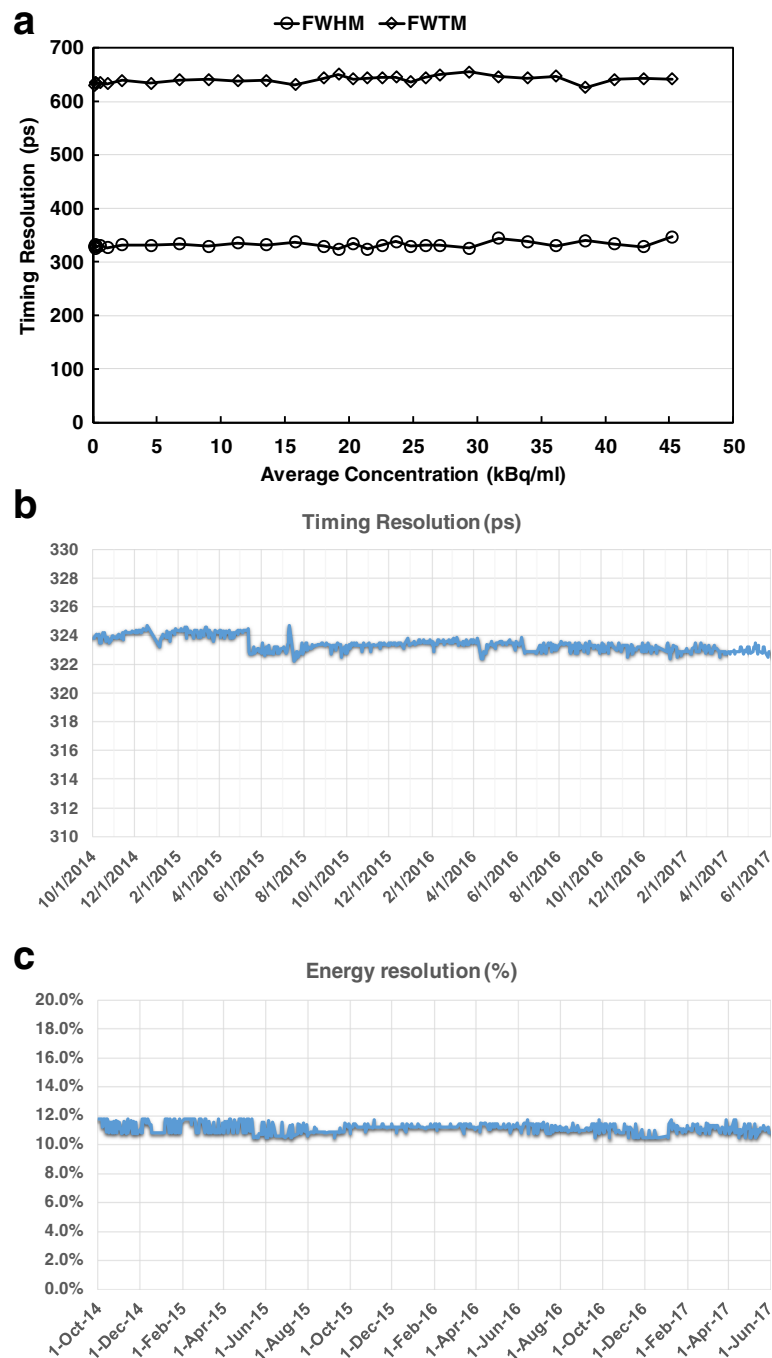 a
FWHM FWTM
700
600
500
400
300
200
100
0
Timing Resolution (ps)
0 5 10 15 20 25 30 35 40 45 50
Average Concentration (kBq/ml)
b
Timing Resolution (ps)
330
328
326
324
322
320
318
316
314
312
310
10/1/2014 12/1/2014 2/1/2015 4/1/2015 6/1/2015 8/1/2015 10/1/2015 12/1/2015 2/1/2016 4/1/2016 6/1/2016 8/1/2016 10/1/2016 12/1/2016 2/1/2017 4/1/2017 6/1/2017
c
Energy resolution (%)
20.0%
18.0%
16.0%
14.0%
12.0%
10.0%
8.0%
6.0%
4.0%
2.0%
0.0%
1-Oct-14 1-Dec-14 1-Feb-15 1-Apr-15 1-Jun-15 1-Aug-15 1-Oct-15 1-Dec-15 1-Feb-16 1-Apr-16 1-Jun-16 1-Aug-16 1-Oct-16 1-Dec-16 1-Feb-17 1-Apr-17 1-Jun-17